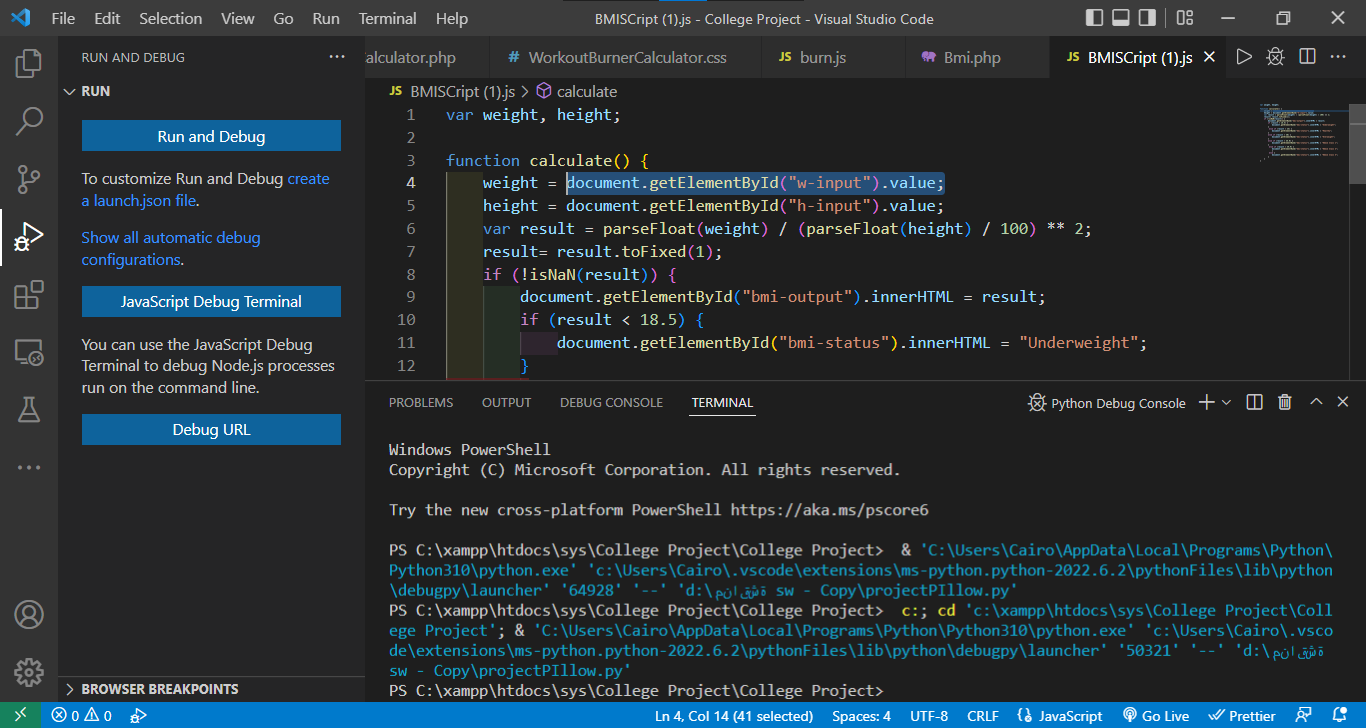 File Edit Selection View Go Run Terminal Help BMISCript (1).js - College Project - Visual Studio Code
RUN AND DEBUG ···
RUN
Run and Debug
To customize Run and Debug create
a launch.json file.
Show all automatic debug
configurations.
JavaScript Debug Terminal
You can use the JavaScript Debug
Terminal to debug Node.js processes
run on the command line.
Debug URL
BROWSER BREAKPOINTS
alculator.php # WorkoutBurnerCalculator.css JS burn.js Bmi.php JS BMISCript (1).js
JS BMISCript (1).js > calculate
1 var weight, height;
2
3 function calculate() {
4 weight = document.getElementById("w-input").value;
5 height = document.getElementById("h-input").value;
6 var result = parseFloat(weight) / (parseFloat(height) / 100) ** 2;
7 result= result.toFixed(1);
8 if (!isNaN(result)) {
9 document.getElementById("bmi-output").innerHTML = result;
10 if (result < 18.5) {
11 document.getElementById("bmi-status").innerHTML = "Underweight";
12 }
PROBLEMS OUTPUT DEBUG CONSOLE TERMINAL Python Debug Console
Windows PowerShell
Copyright (C) Microsoft Corporation. All rights reserved.
Try the new cross-platform PowerShell https://aka.ms/pscore6
PS C:\xampp\htdocs\sys\College Project\College Project> & 'C:\Users\Cairo\AppData\Local\Programs\Python\
Python310\python.exe' 'c:\Users\Cairo\.vscode\extensions\ms-python.python-2022.6.2\pythonFiles\lib\python
\debugpy\launcher' '64928' '--' 'd:\ sw - Copy\projectPIllow.py'
PS C:\xampp\htdocs\sys\College Project\College Project> c:; cd 'c:\xampp\htdocs\sys\College Project\Coll
ege Project'; & 'C:\Users\Cairo\AppData\Local\Programs\Python\Python310\python.exe' 'c:\Users\Cairo\.vsco
de\extensions\ms-python.python-2022.6.2\pythonFiles\lib\python\debugpy\launcher' '50321' '--' 'd:\
sw - Copy\projectPIllow.py'
PS C:\xampp\htdocs\sys\College Project\College Project>
0 0 Ln 4, Col 14 (41 selected) Spaces: 4 UTF-8 CRLF JavaScript Go Live Prettier